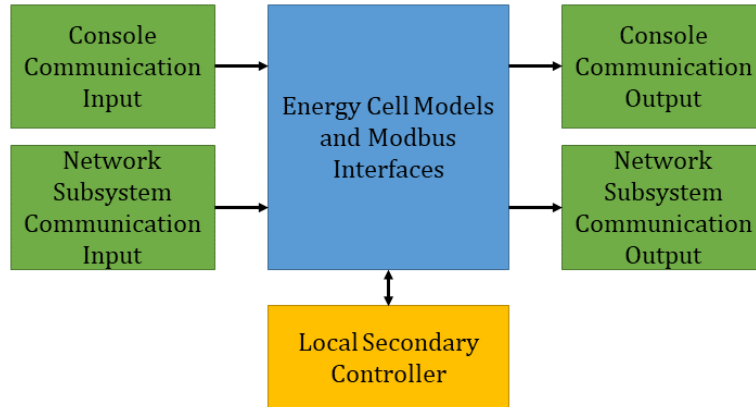 Console
Communication
Input
Network
Subsystem
Communication
Input
Energy Cell Models
and Modbus
Interfaces
Console
Communication
Output
Network
Subsystem
Communication
Output
Local Secondary
Controller